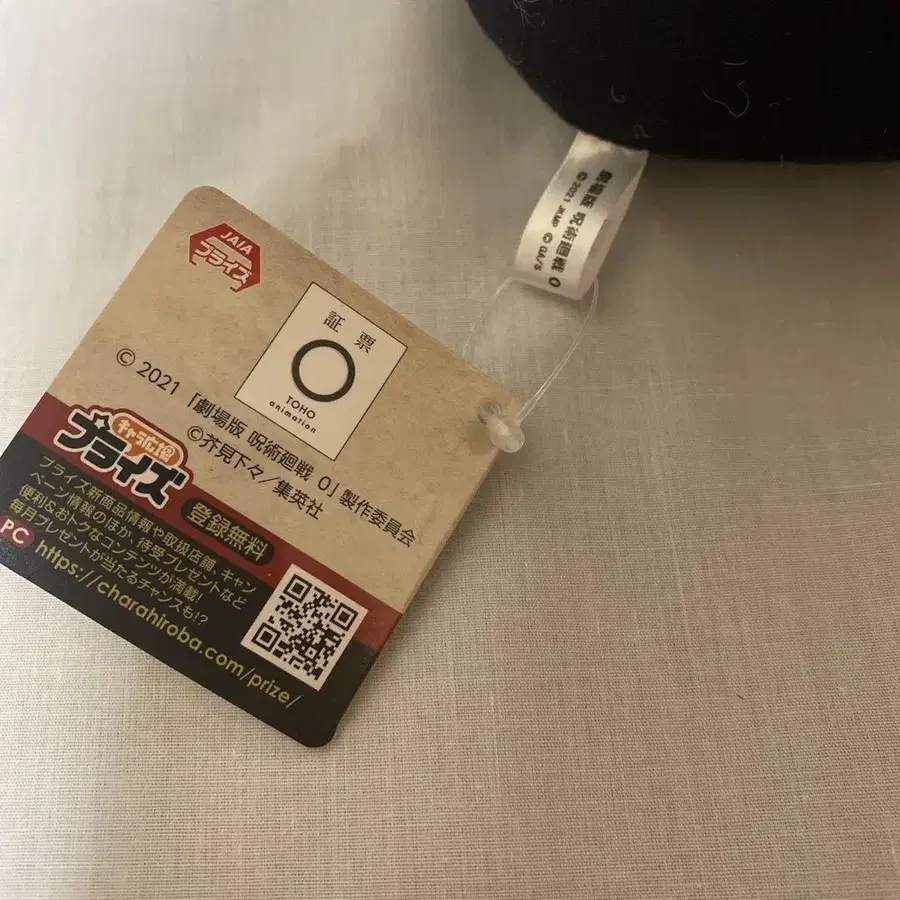 JAIA
プライズ
証票
TOHO
animation
© 2021 「劇場版 呪術廻戦 0」製作委員会
©芥見下々／集英社
キャラ広場
プライズ
登録無料
プライズ新商品情報や取扱店舗、キャン
ペーン情報のほか、待受プレゼントなど
便利&おトクなコンテンツが満載!
毎月プレゼントが当たるチャンスも!?
PC https://charahiroba.com/prize/
劇場版 呪術廻戦 0
© 2021 JKMP © GA/S